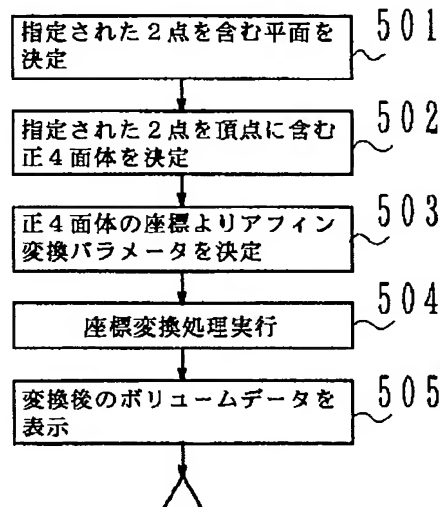 指定された2点を含む平面を
決定
501
指定された2点を頂点に含む
正4面体を決定
502
正4面体の座標よりアフィン
変換パラメータを決定
503
座標変換処理実行
504
変換後のボリュームデータを
表示
505